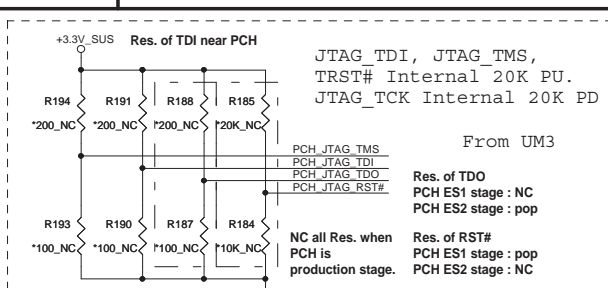 +3.3V_SUS
Res. of TDI near PCH
JTAG_TDI, JTAG_TMS,
TRST# Internal 20K PU.
JTAG_TCK Internal 20K PD
From UM3
R194
R191
R188
R185
*200_NC
*200_NC
*200_NC
*20K_NC
PCH_JTAG_TMS
PCH_JTAG_TDI
PCH_JTAG_TDO
PCH_JTAG_RST#
Res. of TDO
PCH ES1 stage : NC
PCH ES2 stage : pop
R193
R190
R187
R184
*100_NC
*100_NC
*100_NC
*10K_NC
NC all Res. when
PCH is
production stage.
Res. of RST#
PCH ES1 stage : pop
PCH ES2 stage : NC